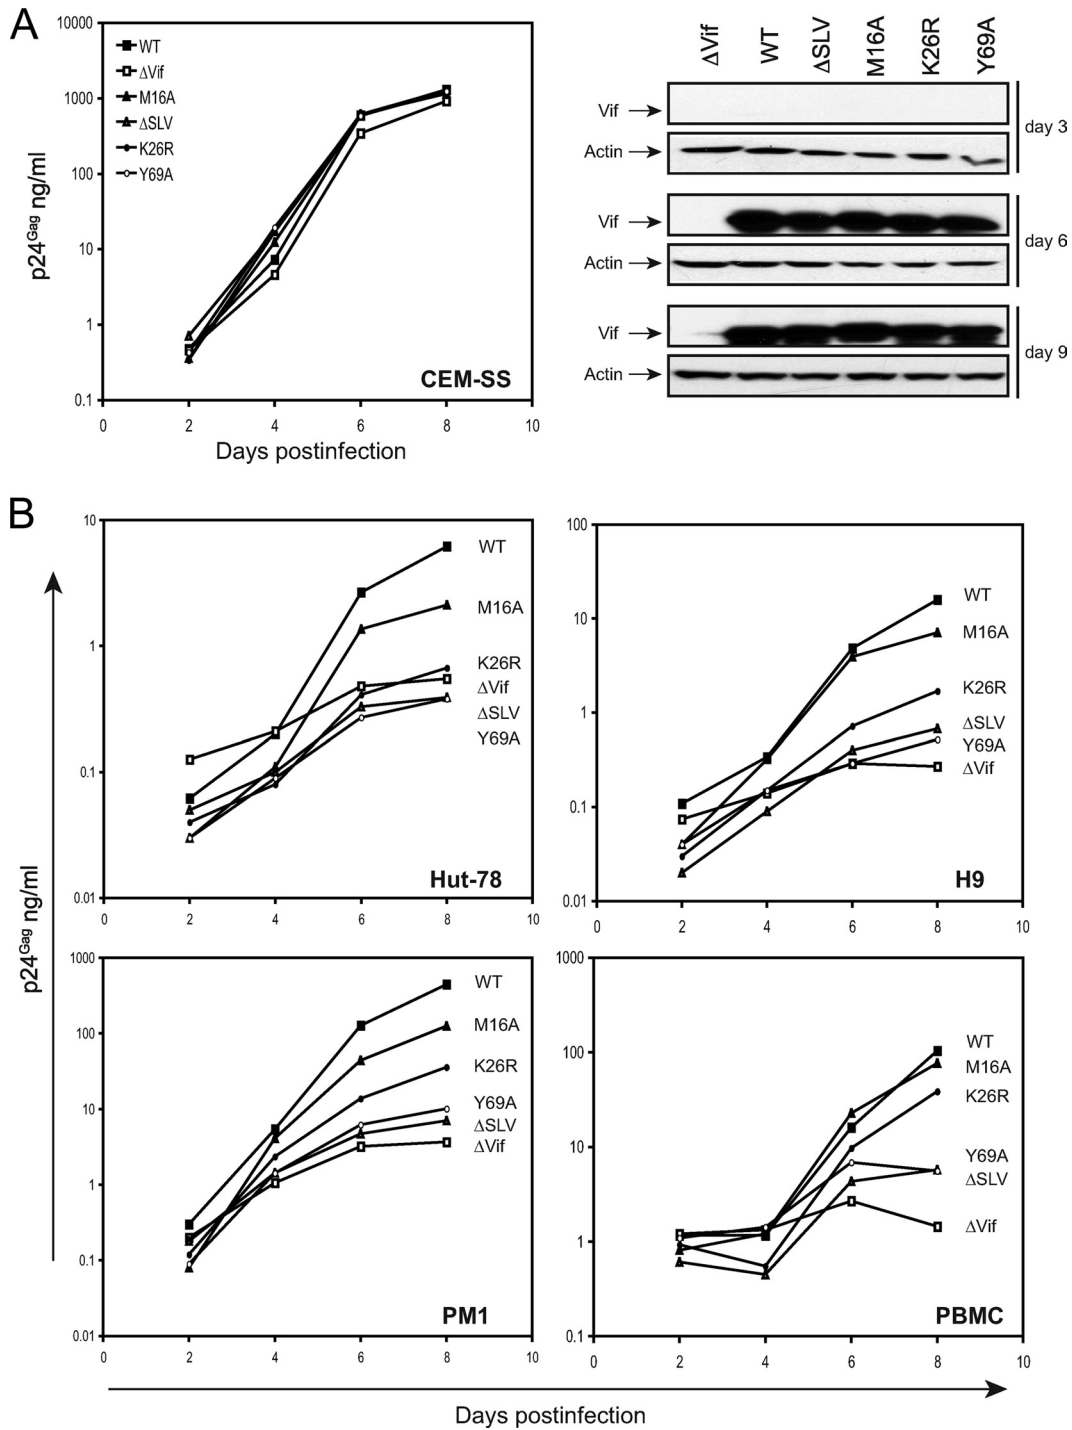 A
10000
1000
100
10
1
0.1
p24Gag ng/ml
WT
ΔVif
M16A
ΔSLV
K26R
Y69A
CEM-SS
0 2 4 6 8 10
Days postinfection
ΔVif WT ΔSLV M16A K26R Y69A
Vif
Actin
day 3
Vif
Actin
day 6
Vif
Actin
day 9
B
p24Gag ng/ml
10
1
0.1
0.01
WT
M16A
K26R
ΔVif
ΔSLV
Y69A
Hut-78
0 2 4 6 8 10
100
10
1
0.1
0.01
WT
M16A
K26R
ΔSLV
Y69A
ΔVif
H9
0 2 4 6 8 10
1000
100
10
1
0.1
0.01
WT
M16A
K26R
Y69A
ΔSLV
ΔVif
PM1
0 2 4 6 8 10
1000
100
10
1
0.1
WT
M16A
K26R
Y69A
ΔSLV
ΔVif
PBMC
0 2 4 6 8 10
Days postinfection